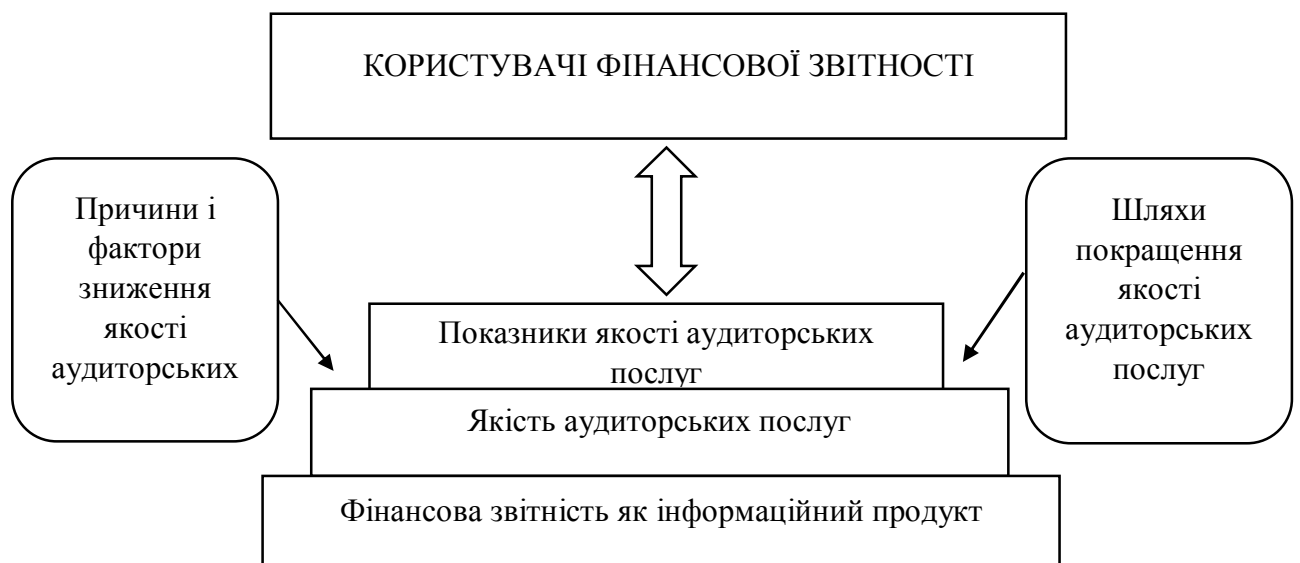 КОРИСТУВАЧІ ФІНАНСОВОЇ ЗВІТНОСТІ
Причини і
фактори
зниження
якості
аудиторських
Шляхи
покращення
якості
аудиторських
послуг
Показники якості аудиторських
послуг
Якість аудиторських послуг
Фінансова звітність як інформаційний продукт